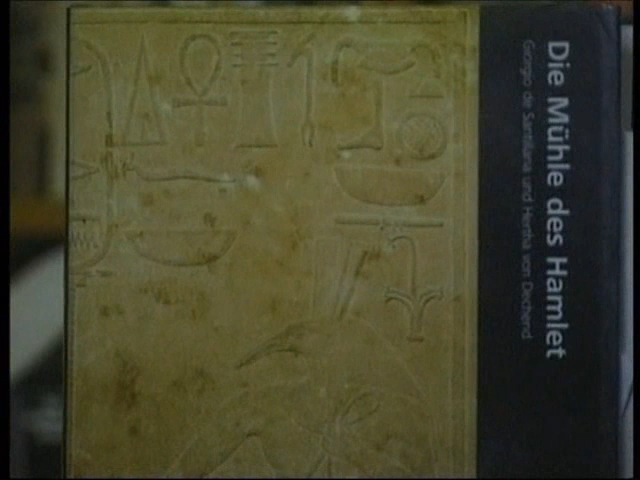 Die Mühle des Hamlet
Giorgio de Santillana und Hertha von Dechend